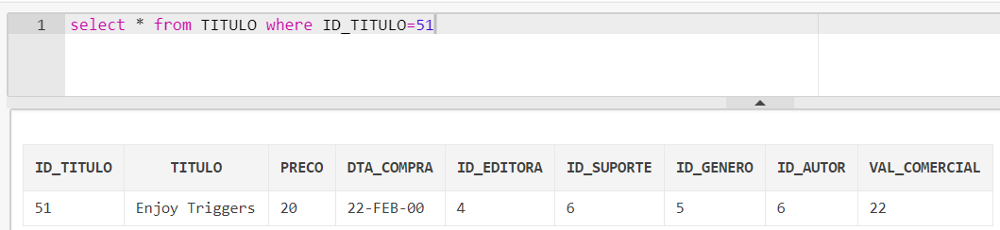 1 select * from TITULO where ID_TITULO=51
ID_TITULO TITULO PRECO DTA_COMPRA ID_EDITORA ID_SUPORTE ID_GENERO ID_AUTOR VAL_COMERCIAL
51 Enjoy Triggers 20 22-FEB-00 4 6 5 6 22